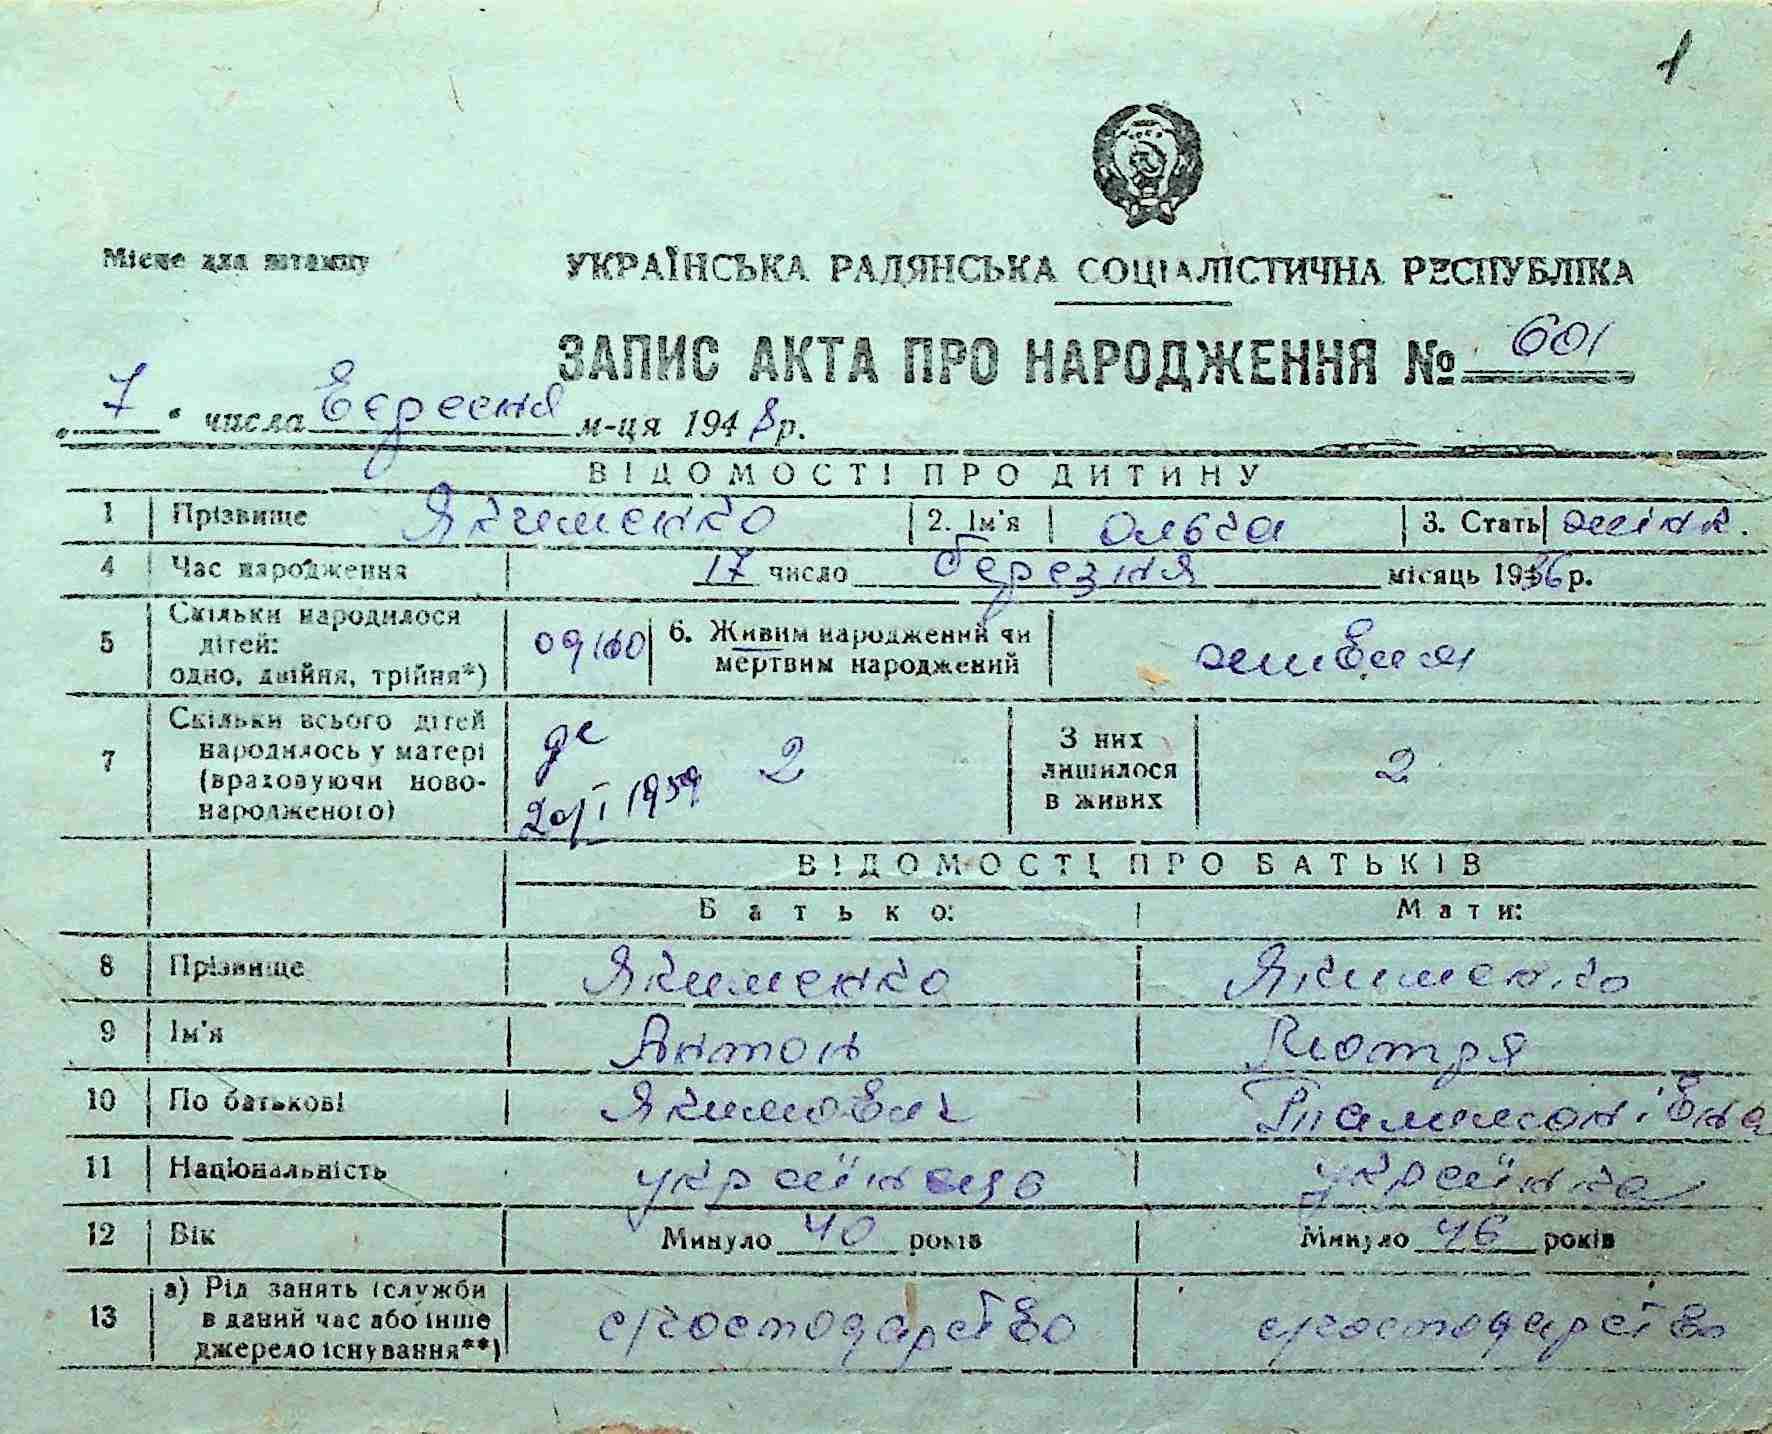 1
Місце для штампу
УКРАЇНСЬКА РАДЯНСЬКА СОЦІАЛІСТИЧНА РЕСПУБЛІКА
ЗАПИС АКТА ПРО НАРОДЖЕННЯ № 601
„ 7 " числа Вересня м-ця 1948 р.
ВІДОМОСТІ ПРО ДИТИНУ
1 Прізвище Якименко 2. Ім'я Ольга 3. Стать жінк.
4 Час народження 17 число березня місяць 1936 р.
5 Скільки народилося дітей: одно, двійня, трійня*) одно 6. Живим народжений чи мертвим народжений живим
7 Скільки всього дітей народилось у матері (враховуючи новонародженого) 2 З них лишилося в живих 2
20/I 1959
ВІДОМОСТІ ПРО БАТЬКІВ
Батько: Мати:
8 Прізвище Якименко Якименко
9 Ім'я Антон Мотря
10 По батькові Якимович
11 Національність українець українка
12 Вік Минуло 40 років Минуло 46 років
13 а) Рід занять (служби в даний час або інше джерело існування**) с/господарство с/господарство